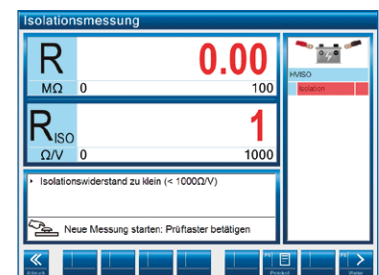 Isolationsmessung
R 0.00
MΩ 0 100
HVISO
Isolation
RISO 1
Ω/V 0 1000
Isolationswiderstand zu klein (< 1000Ω/V)
Neue Messung starten: Prüftaster betätigen